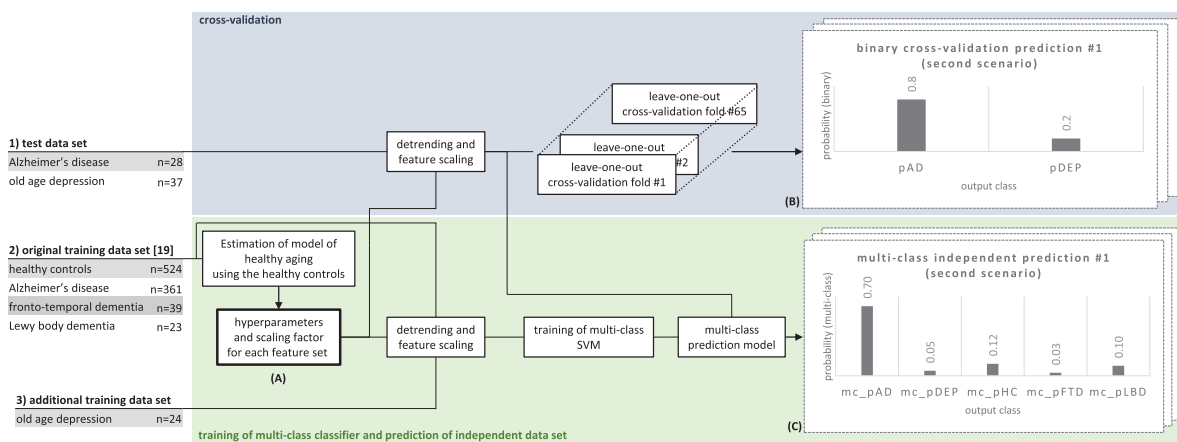 cross-validation
1) test data set
Alzheimer's disease n=28
old age depression n=37
detrending and
feature scaling
leave-one-out
cross-validation fold #65
leave-one-out
#2
leave-one-out
cross-validation fold #1
(B)
binary cross-validation prediction #1
(second scenario)
probability (binary)
0.8
0.2
pAD
pDEP
output class
2) original training data set [19]
healthy controls n=524
Alzheimer's disease n=361
fronto-temporal dementia n=39
Lewy body dementia n=23
Estimation of model of
healthy aging
using the healthy controls
hyperparameters
and scaling factor
for each feature set
(A)
detrending and
feature scaling
training of multi-class
SVM
multi-class
prediction model
3) additional training data set
old age depression n=24
multi-class independent prediction #1
(second scenario)
probability (multi-class)
0.70
0.05
0.12
0.03
0.10
mc_pAD
mc_pDEP
mc_pHC
mc_pFTD
mc_pLBD
output class
(C)
training of multi-class classifier and prediction of independent data set